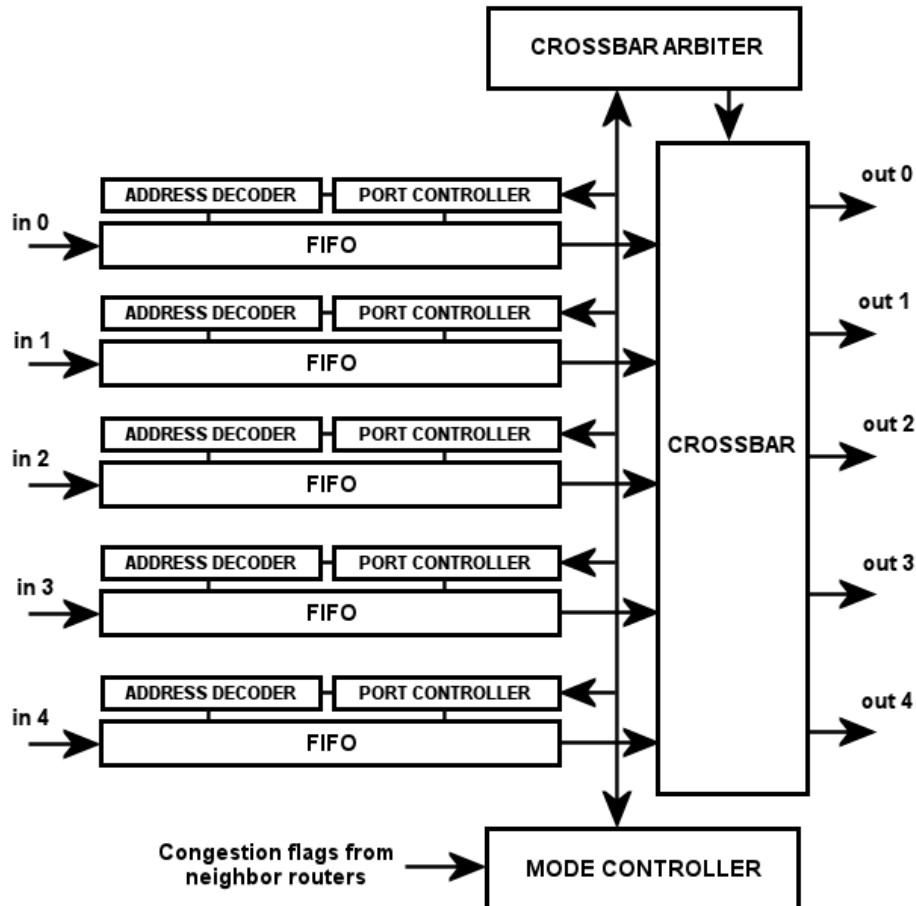 CROSSBAR ARBITER
out 0
ADDRESS DECODER PORT CONTROLLER
in 0
FIFO
out 1
ADDRESS DECODER PORT CONTROLLER
in 1
FIFO
out 2
ADDRESS DECODER PORT CONTROLLER
CROSSBAR
in 2
FIFO
out 3
ADDRESS DECODER PORT CONTROLLER
in 3
FIFO
ADDRESS DECODER PORT CONTROLLER
out 4
in 4
FIFO
Congestion flags from
neighbor routers
MODE CONTROLLER